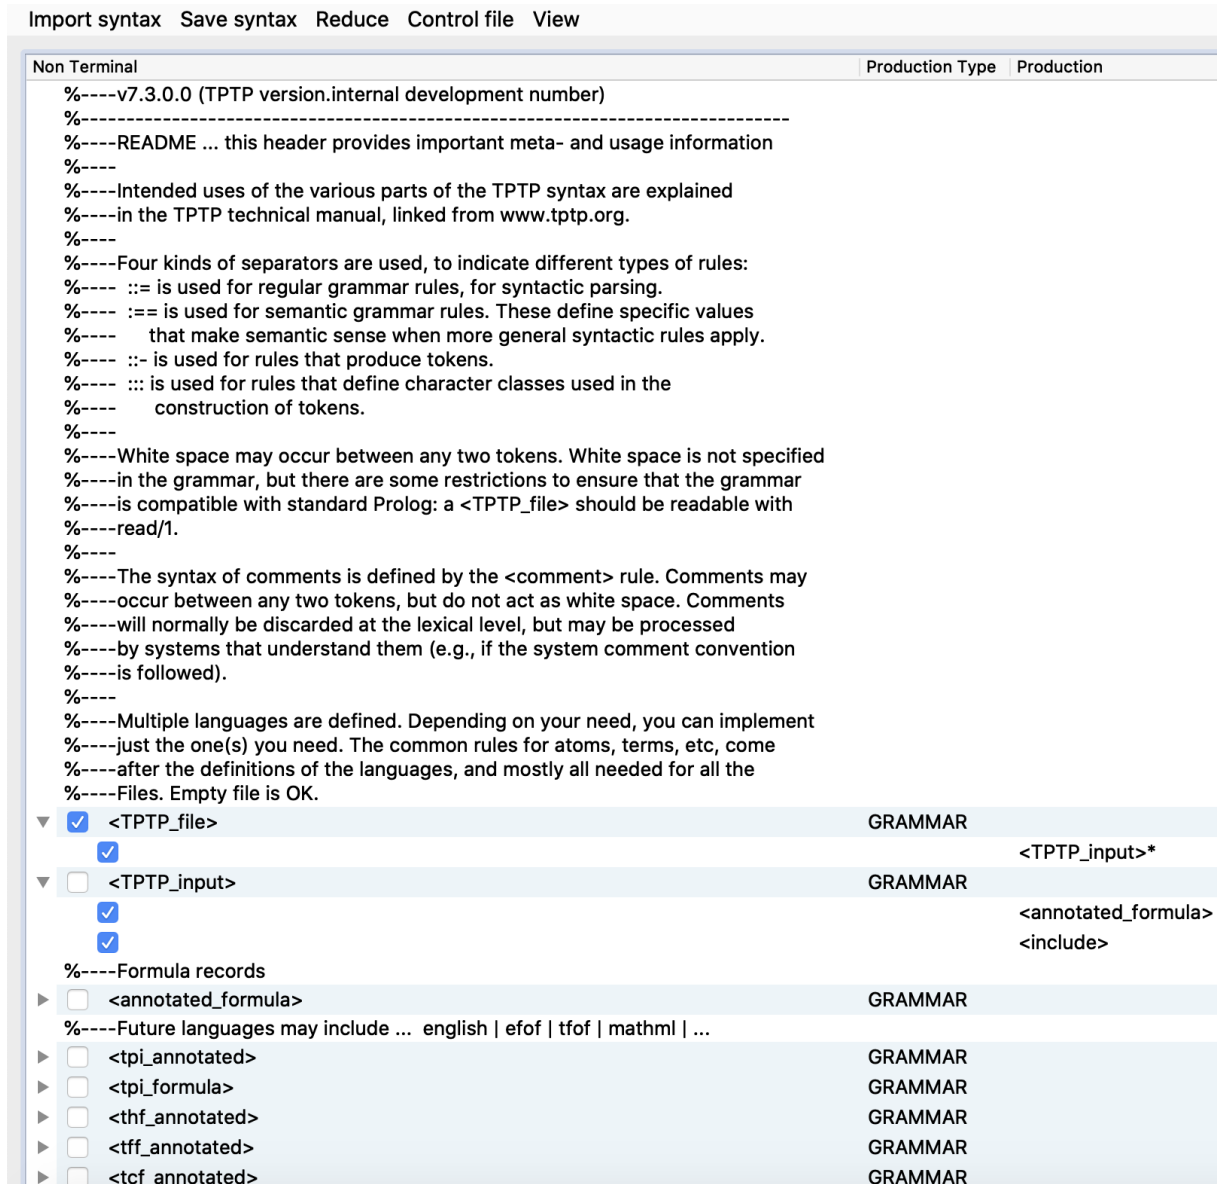 Import syntax Save syntax Reduce Control file View
Non Terminal Production Type Production
%----v7.3.0.0 (TPTP version.internal development number)
%--------------------------------------------------------------------------
%----README ... this header provides important meta- and usage information
%----
%----Intended uses of the various parts of the TPTP syntax are explained
%----in the TPTP technical manual, linked from www.tptp.org.
%----
%----Four kinds of separators are used, to indicate different types of rules:
%---- ::= is used for regular grammar rules, for syntactic parsing.
%---- :== is used for semantic grammar rules. These define specific values
%---- that make semantic sense when more general syntactic rules apply.
%---- ::- is used for rules that produce tokens.
%---- ::: is used for rules that define character classes used in the
%---- construction of tokens.
%----
%----White space may occur between any two tokens. White space is not specified
%----in the grammar, but there are some restrictions to ensure that the grammar
%----is compatible with standard Prolog: a <TPTP_file> should be readable with
%----read/1.
%----
%----The syntax of comments is defined by the <comment> rule. Comments may
%----occur between any two tokens, but do not act as white space. Comments
%----will normally be discarded at the lexical level, but may be processed
%----by systems that understand them (e.g., if the system comment convention
%----is followed).
%----
%----Multiple languages are defined. Depending on your need, you can implement
%----just the one(s) you need. The common rules for atoms, terms, etc, come
%----after the definitions of the languages, and mostly all needed for all the
%----Files. Empty file is OK.
<TPTP_file> GRAMMAR
<TPTP_input>*
<TPTP_input> GRAMMAR
<annotated_formula>
<include>
%----Formula records
<annotated_formula> GRAMMAR
%----Future languages may include ... english | efof | tfof | mathml | ...
<tpi_annotated> GRAMMAR
<tpi_formula> GRAMMAR
<thf_annotated> GRAMMAR
<tff_annotated> GRAMMAR
<tcf_annotated> GRAMMAR